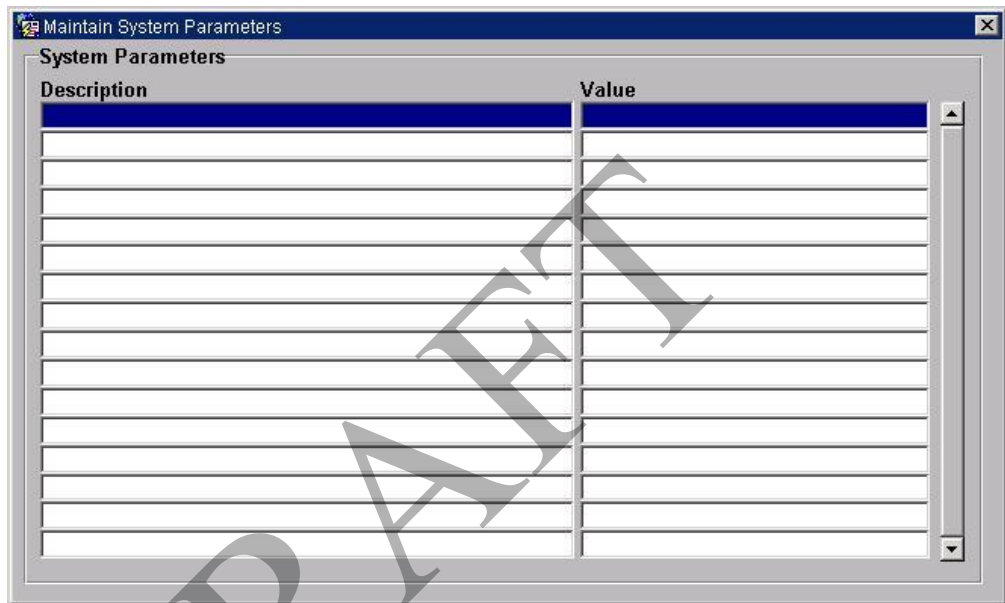 Maintain System Parameters
System Parameters
Description Value
DRAFT